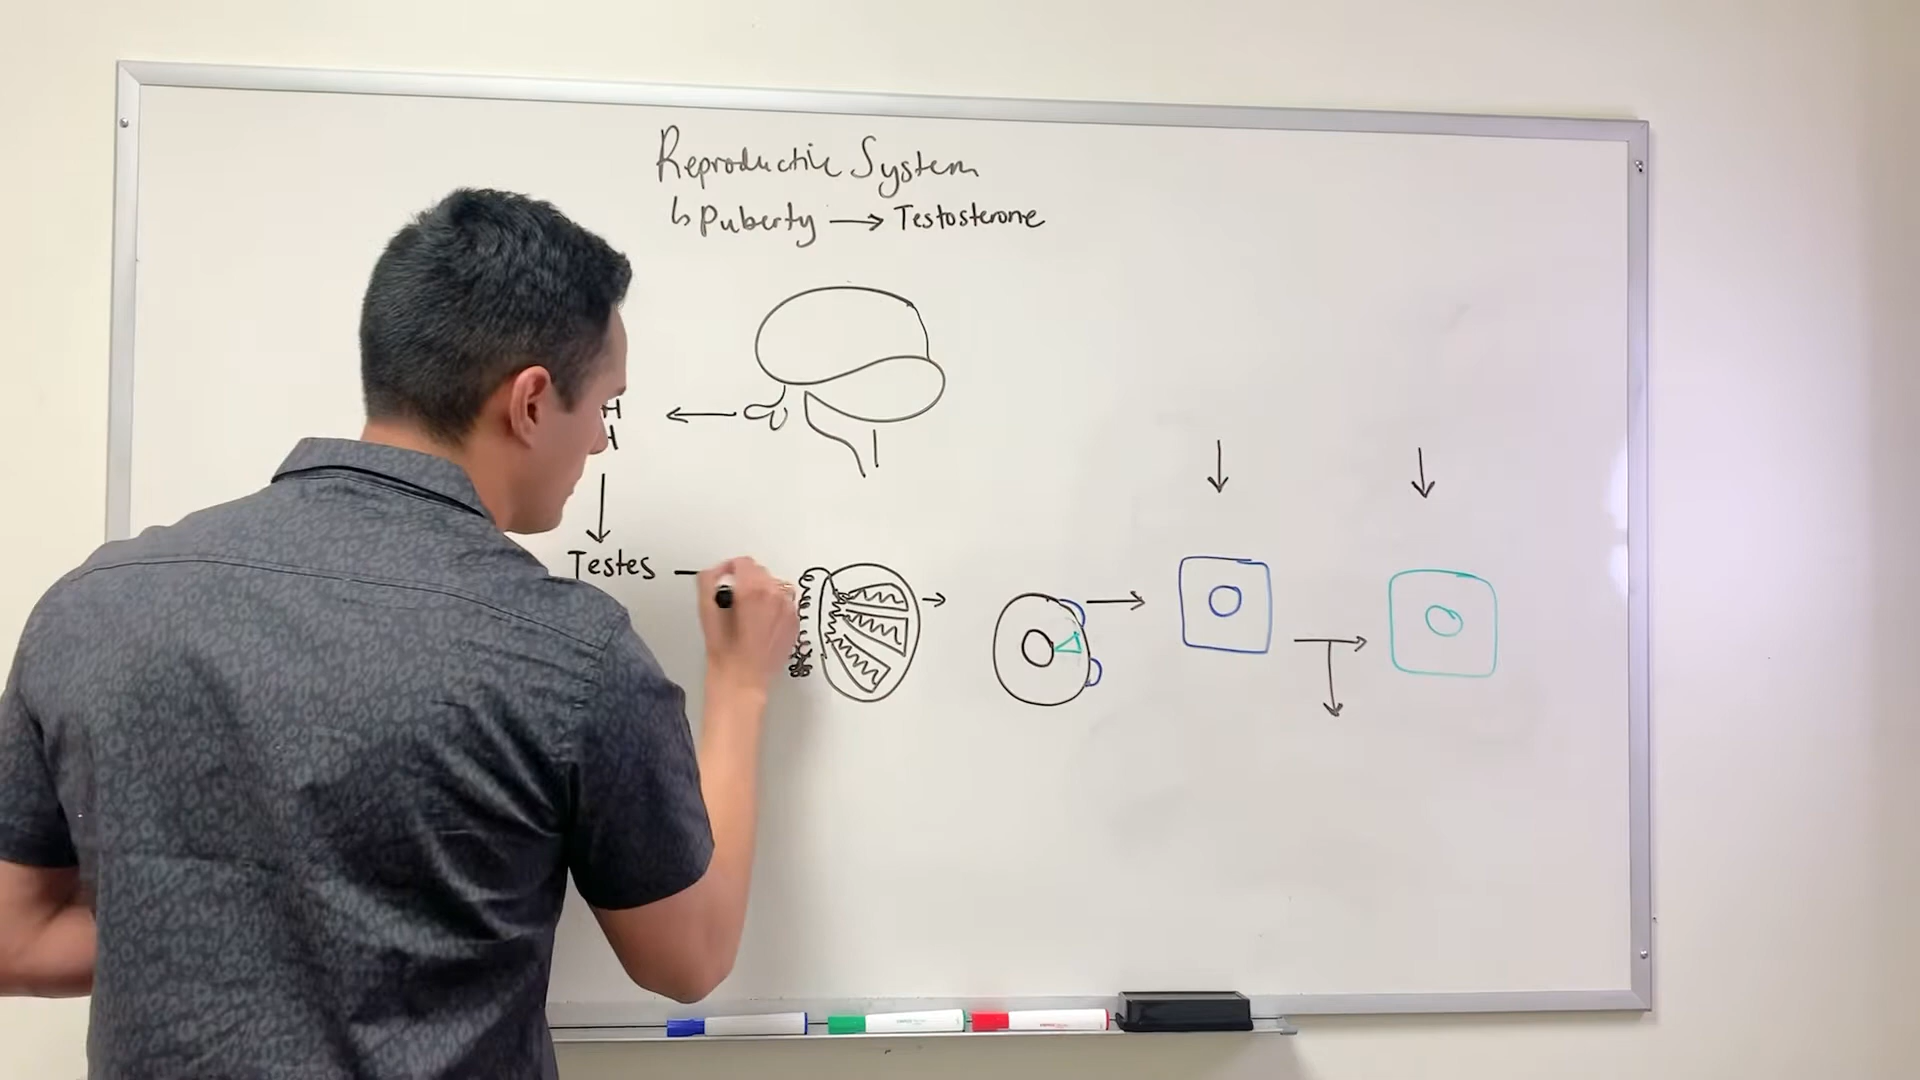 Reproductive System
↳ Puberty → Testosterone
H
H
Testes